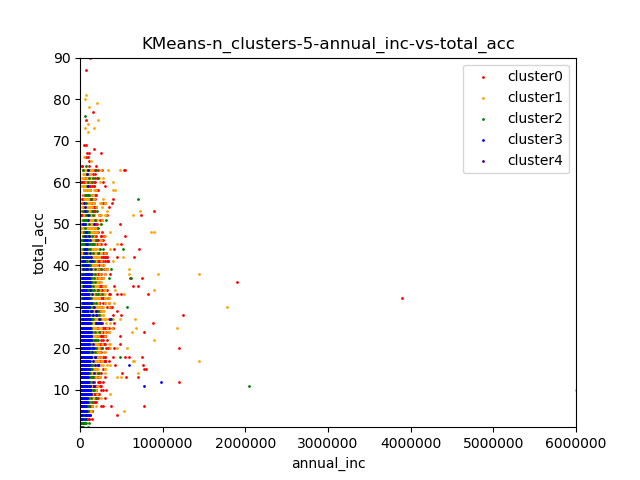 KMeans-n_clusters-5-annual_inc-vs-total_acc
90
80
70
60
50
40
30
20
10
total_acc
cluster0
cluster1
cluster2
cluster3
cluster4
0 1000000 2000000 3000000 4000000 5000000 6000000
annual_inc